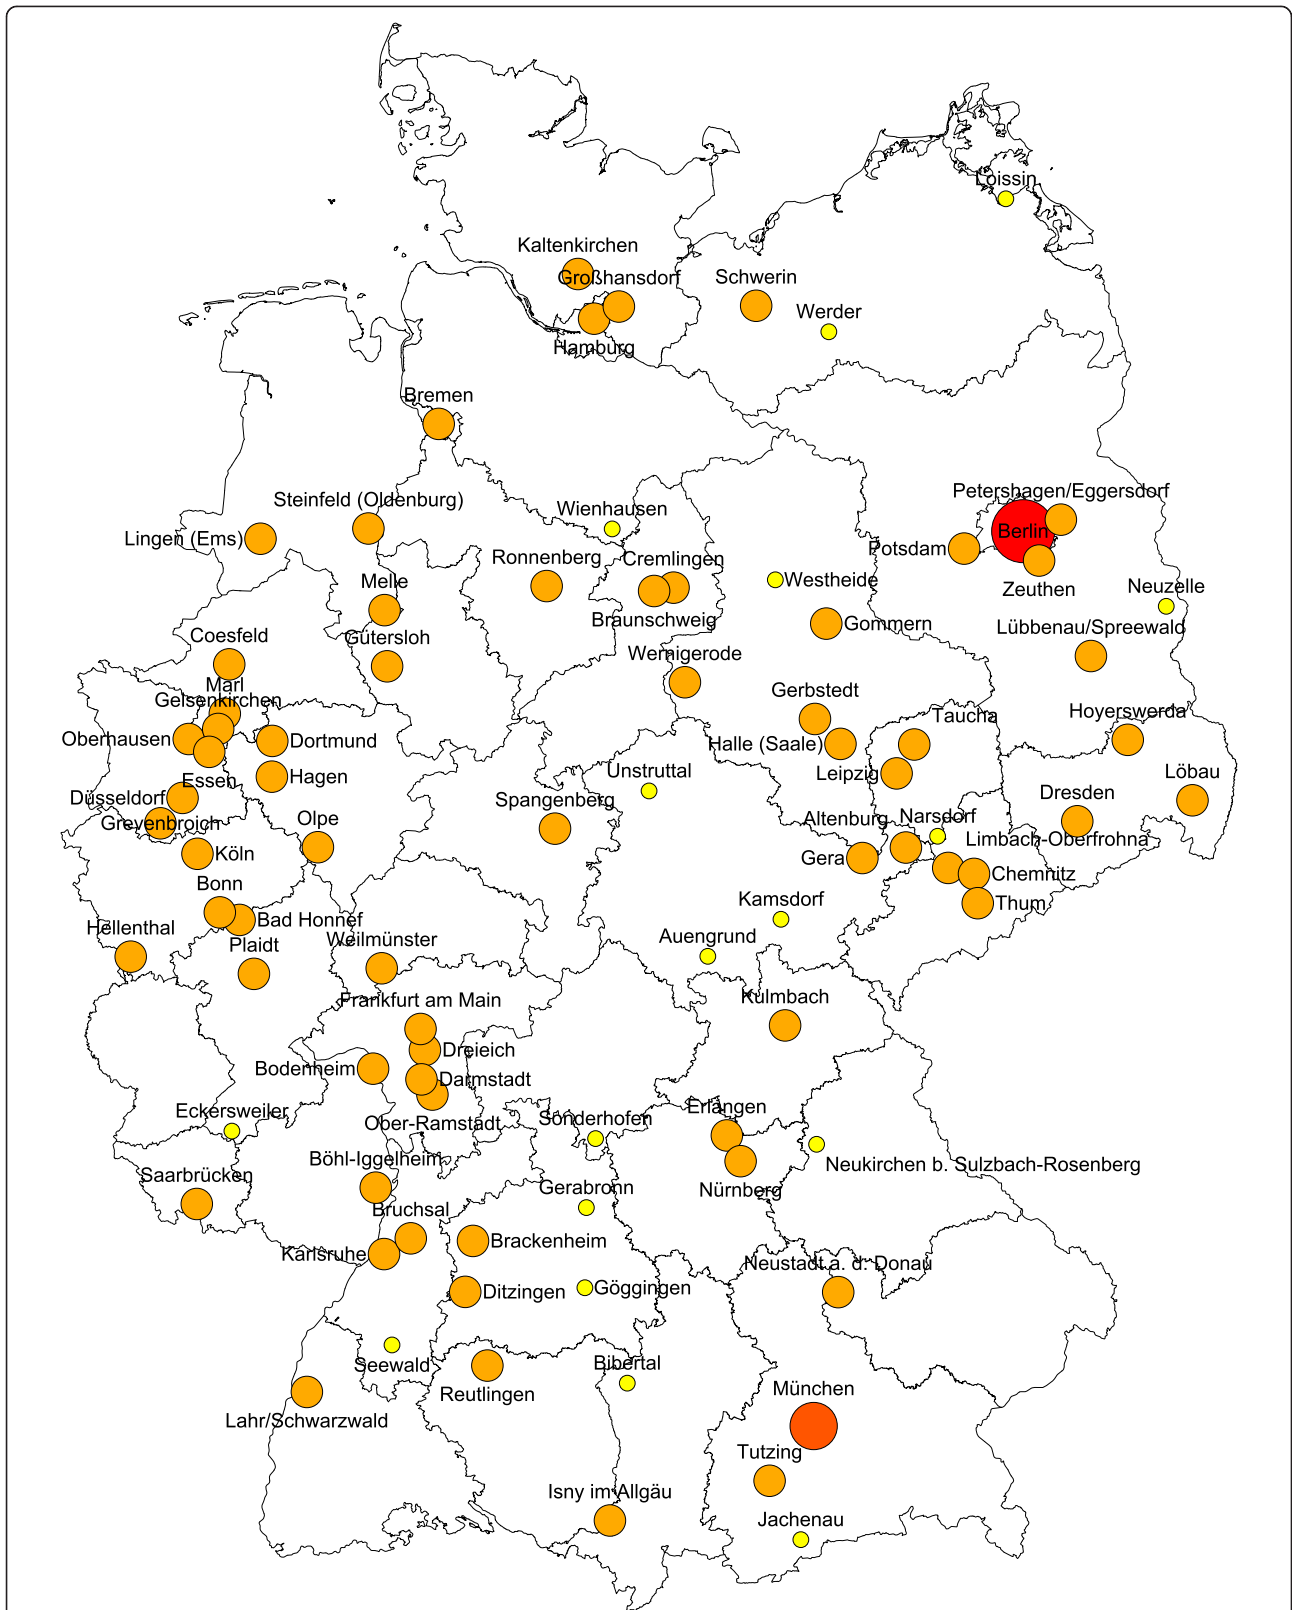 Loissin
Kaltenkirchen
Großhansdorf
Schwerin
Werder
Hamburg
Bremen
Steinfeld (Oldenburg)
Wienhausen
Petershagen/Eggersdorf
Lingen (Ems)
Berlin
Potsdam
Ronnenberg
Cremlingen
Melle
Westheide
Zeuthen
Neuzelle
Braunschweig
Gommern
Coesfeld
Gütersloh
Lübbenau/Spreewald
Wernigerode
Marl
Gelsenkirchen
Gerbstedt
Taucha
Hoyerswerda
Oberhausen
Dortmund
Halle (Saale)
Essen
Hagen
Unstruttal
Leipzig
Löbau
Düsseldorf
Spangenberg
Dresden
Grevenbroich
Olpe
Altenburg
Narsdorf
Limbach-Oberfrohna
Köln
Gera
Chemnitz
Bonn
Kamsdorf
Thum
Hellenthal
Bad Honnef
Plaidt
Weilmünster
Auengrund
Frankfurt am Main
Kulmbach
Dreieich
Bodenheim
Darmstadt
Eckersweiler
Ober-Ramstadt
Sonderhofen
Erlangen
Böhl-Iggelheim
Neukirchen b. Sulzbach-Rosenberg
Saarbrücken
Gerabronn
Nürnberg
Bruchsal
Karlsruhe
Brackenheim
Neustadt a. d. Donau
Ditzingen
Göggingen
Seewald
Bibertal
Reutlingen
München
Lahr/Schwarzwald
Tutzing
Isny im Allgäu
Jachenau